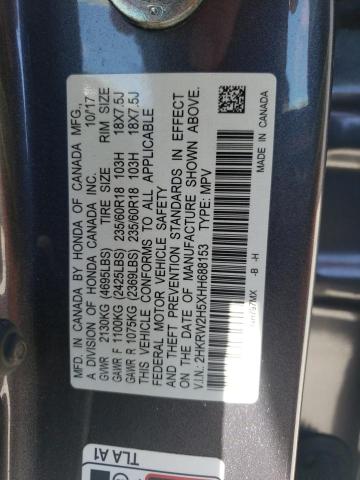 MFD. IN CANADA BY HONDA OF CANADA MFG.,
A DIVISION OF HONDA CANADA INC. 10/17
TIRE SIZE RIM SIZE
GVWR 2130KG (4695LBS)
GAWR F 1100KG (2425LBS) 235/60R18 103H 18X7.5J
GAWR R 1075KG (2369LBS) 235/60R18 103H 18X7.5J
THIS VEHICLE CONFORMS TO ALL APPLICABLE
FEDERAL MOTOR VEHICLE SAFETY
AND THEFT PREVENTION STANDARDS IN EFFECT
ON THE DATE OF MANUFACTURE SHOWN ABOVE.
V.I.N.: 2HKRW2H5XHH688153 TYPE: MPV
-B -H
MADE IN CANADA
TLA A1